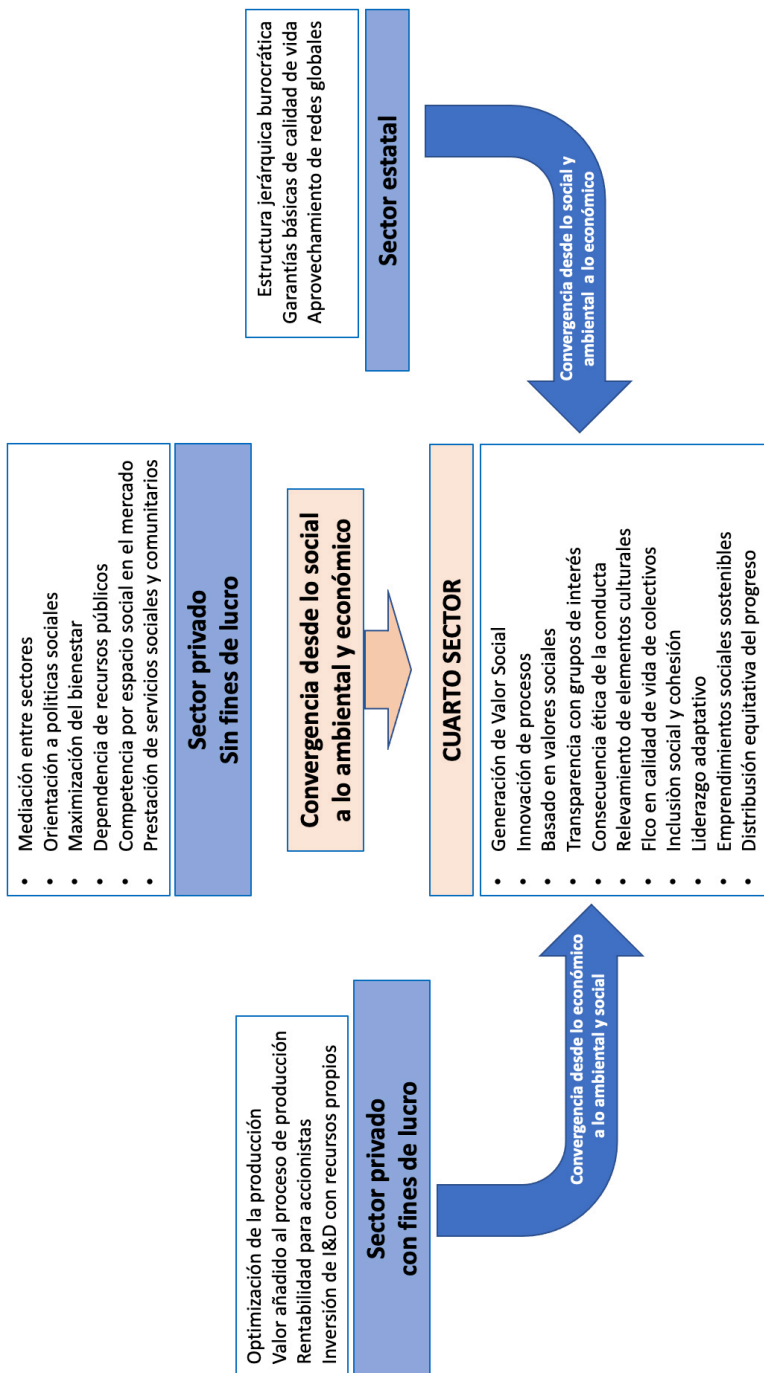 Optimización de la producción
Valor añadido al proceso de producción
Rentabilidad para accionistas
Inversión de I&D con recursos propios
Sector privado
con fines de lucro
Convergencia desde lo económico
a lo ambiental y social
• Mediación entre sectores
• Orientación a politicas sociales
• Maximización del bienestar
• Dependencia de recursos públicos
• Competencia por espacio social en el mercado
• Prestación de servicios sociales y comunitarios
Sector privado
Sin fines de lucro
Convergencia desde lo social
a lo ambiental y económico
Estructura jerárquica burocrática
Garantías básicas de calidad de vida
Aprovechamiento de redes globales
Sector estatal
Convergencia desde lo social y
ambiental a lo económico
CUARTO SECTOR
• Generación de Valor Social
• Innovación de procesos
• Basado en valores sociales
• Transparencia con grupos de interés
• Consecuencia ética de la conducta
• Relevamiento de elementos culturales
• Flco en calidad de vida de colectivos
• Inclusiòn social y cohesión
• Liderazgo adaptativo
• Emprendimientos sociales sostenibles
• Distribusión equitativa del progreso